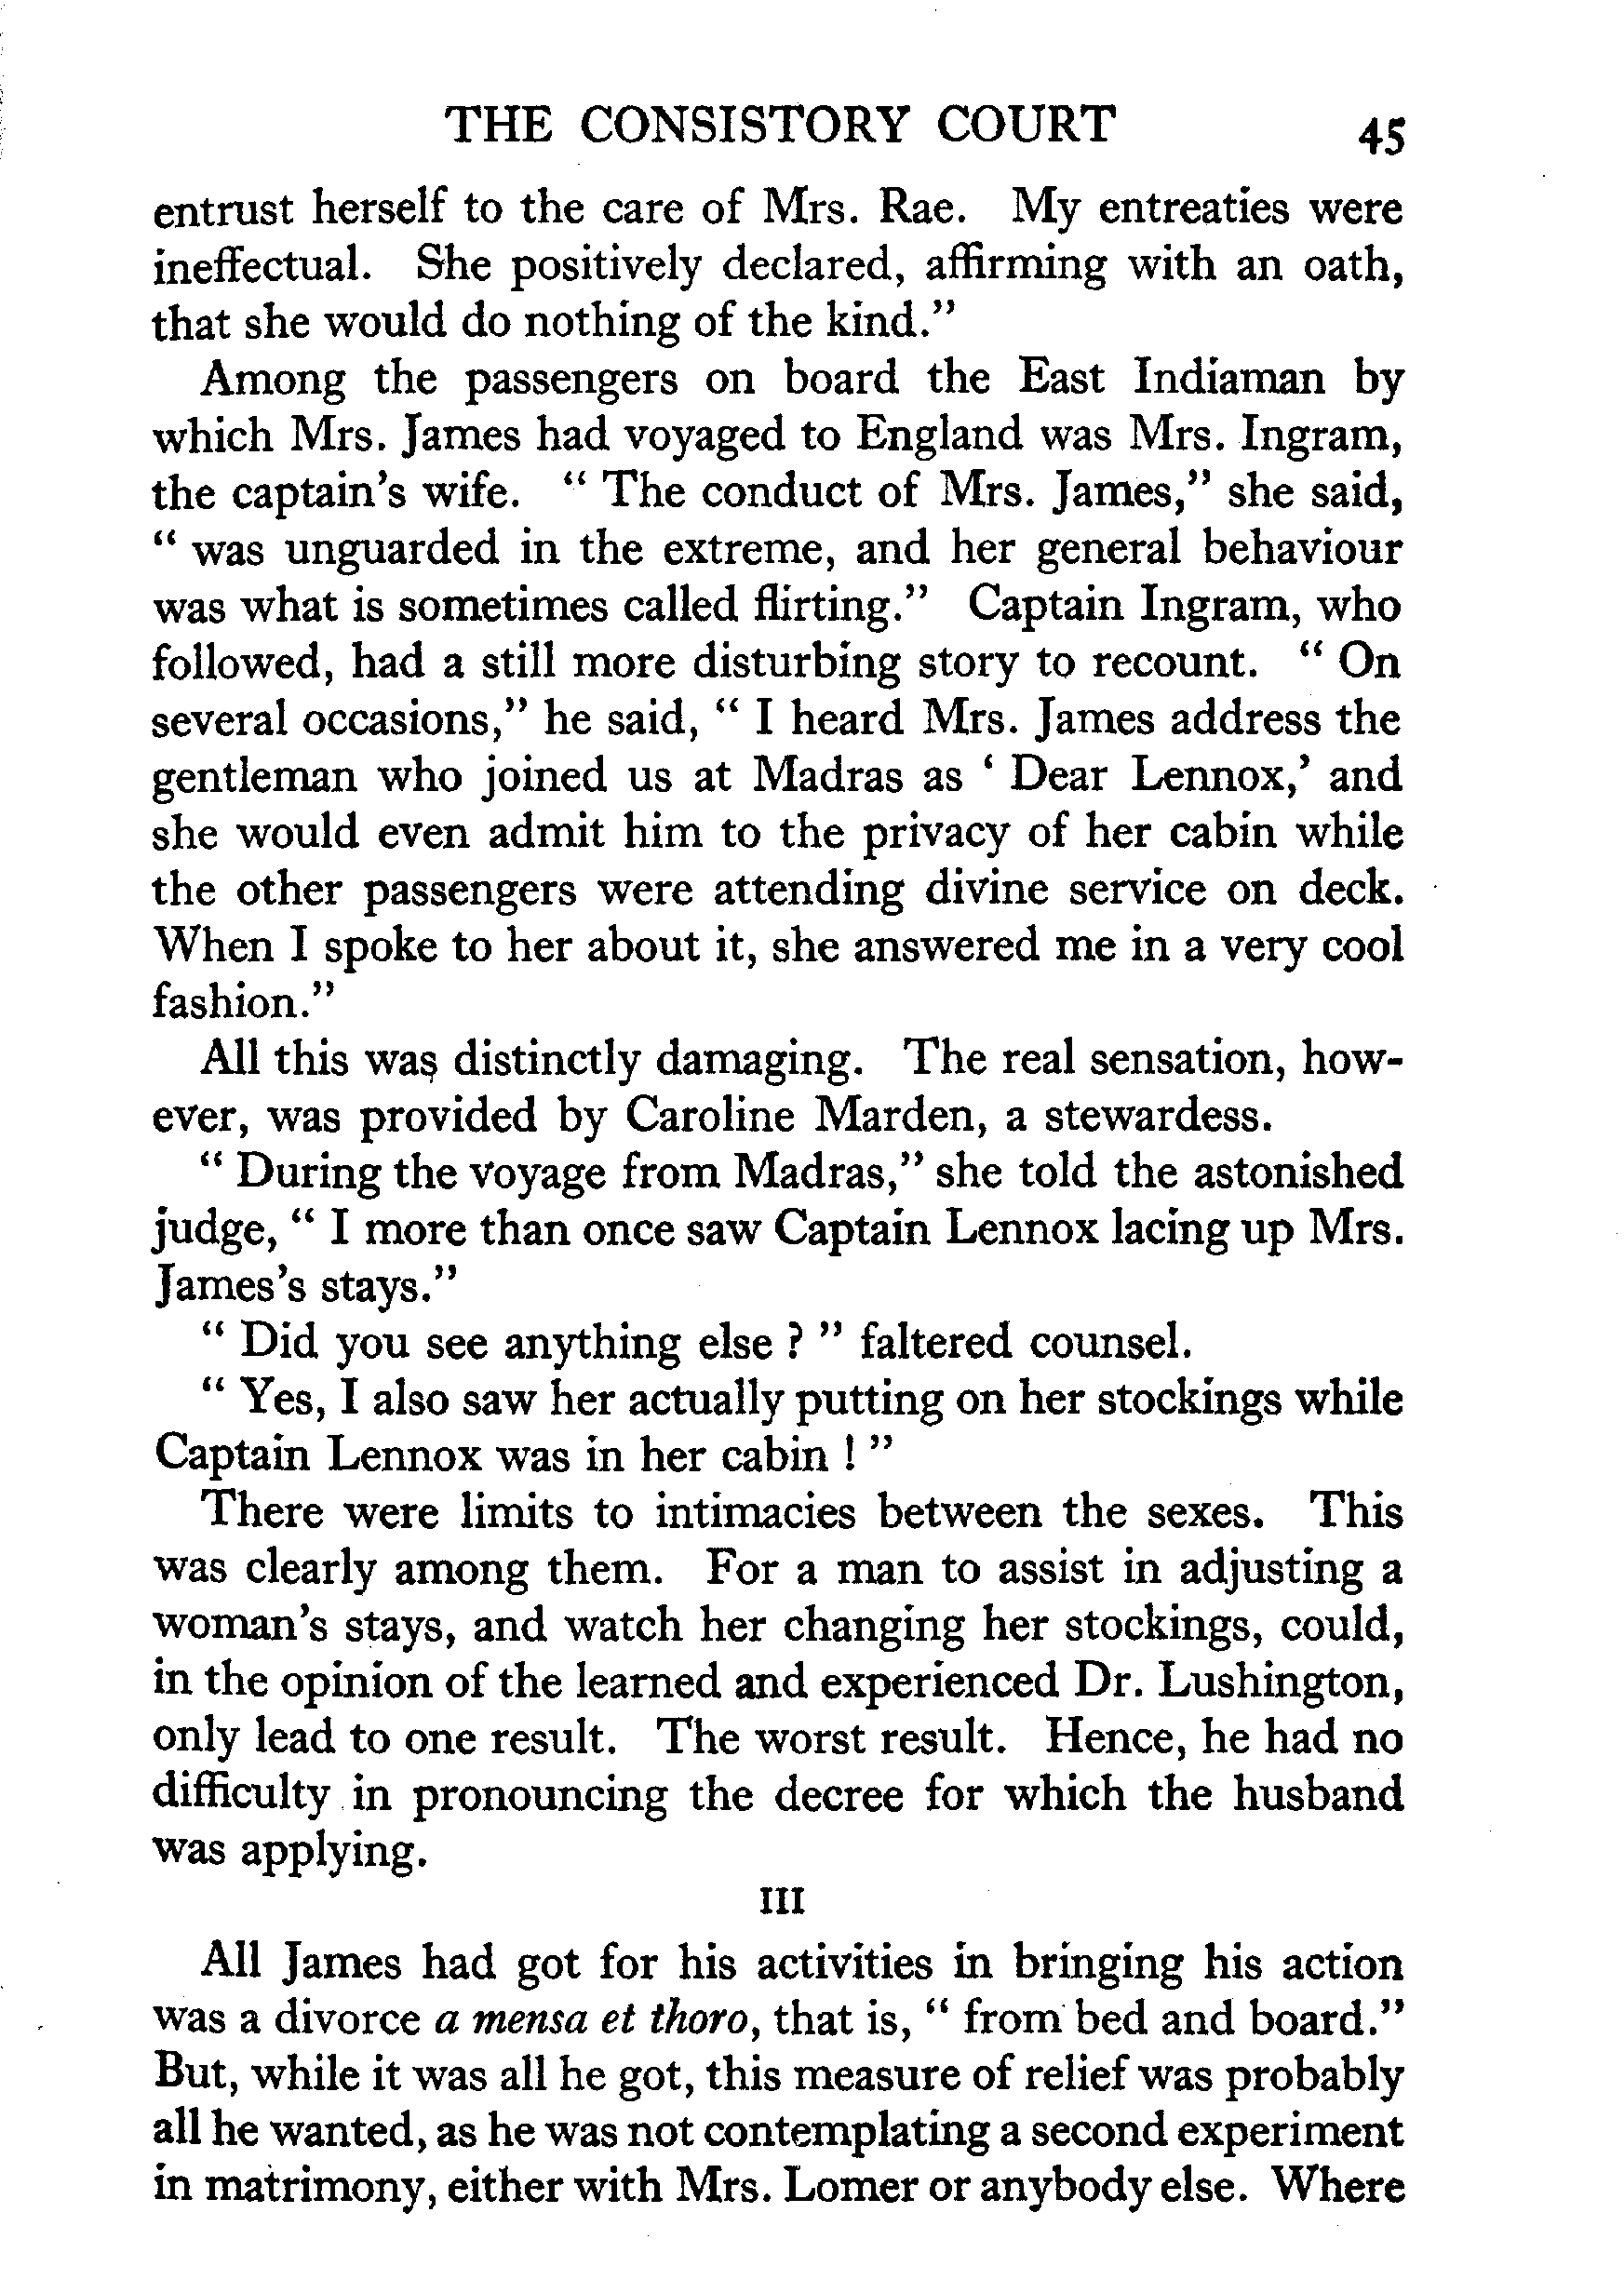 THE CONSISTORY COURT 45
entrust herself to the care of Mrs. Rae. My entreaties were
ineffectual. She positively declared, affirming with an oath,
that she would do nothing of the kind.”
Among the passengers on board the East Indiaman by
which Mrs. James had voyaged to England was Mrs. Ingram,
the captain’s wife. “ The conduct of Mrs. James,” she said,
“ was unguarded in the extreme, and her general behaviour
was what is sometimes called flirting.” Captain Ingram, who
followed, had a still more disturbing story to recount. “ On
several occasions,” he said, “ I heard Mrs. James address the
gentleman who joined us at Madras as ‘ Dear Lennox,’ and
she would even admit him to the privacy of her cabin while
the other passengers were attending divine service on deck.
When I spoke to her about it, she answered me in a very cool
fashion.”
All this was distinctly damaging. The real sensation, how-
ever, was provided by Caroline Marden, a stewardess.
“ During the voyage from Madras,” she told the astonished
judge, “ I more than once saw Captain Lennox lacing up Mrs.
James’s stays.”
“ Did you see anything else ? ” faltered counsel.
“ Yes, I also saw her actually putting on her stockings while
Captain Lennox was in her cabin ! ”
There were limits to intimacies between the sexes. This
was clearly among them. For a man to assist in adjusting a
woman’s stays, and watch her changing her stockings, could,
in the opinion of the learned and experienced Dr. Lushington,
only lead to one result. The worst result. Hence, he had no
difficulty in pronouncing the decree for which the husband
was applying.
III
All James had got for his activities in bringing his action
was a divorce a mensa et thoro, that is, “ from bed and board.”
But, while it was all he got, this measure of relief was probably
all he wanted, as he was not contemplating a second experiment
in matrimony, either with Mrs. Lomer or anybody else. Where